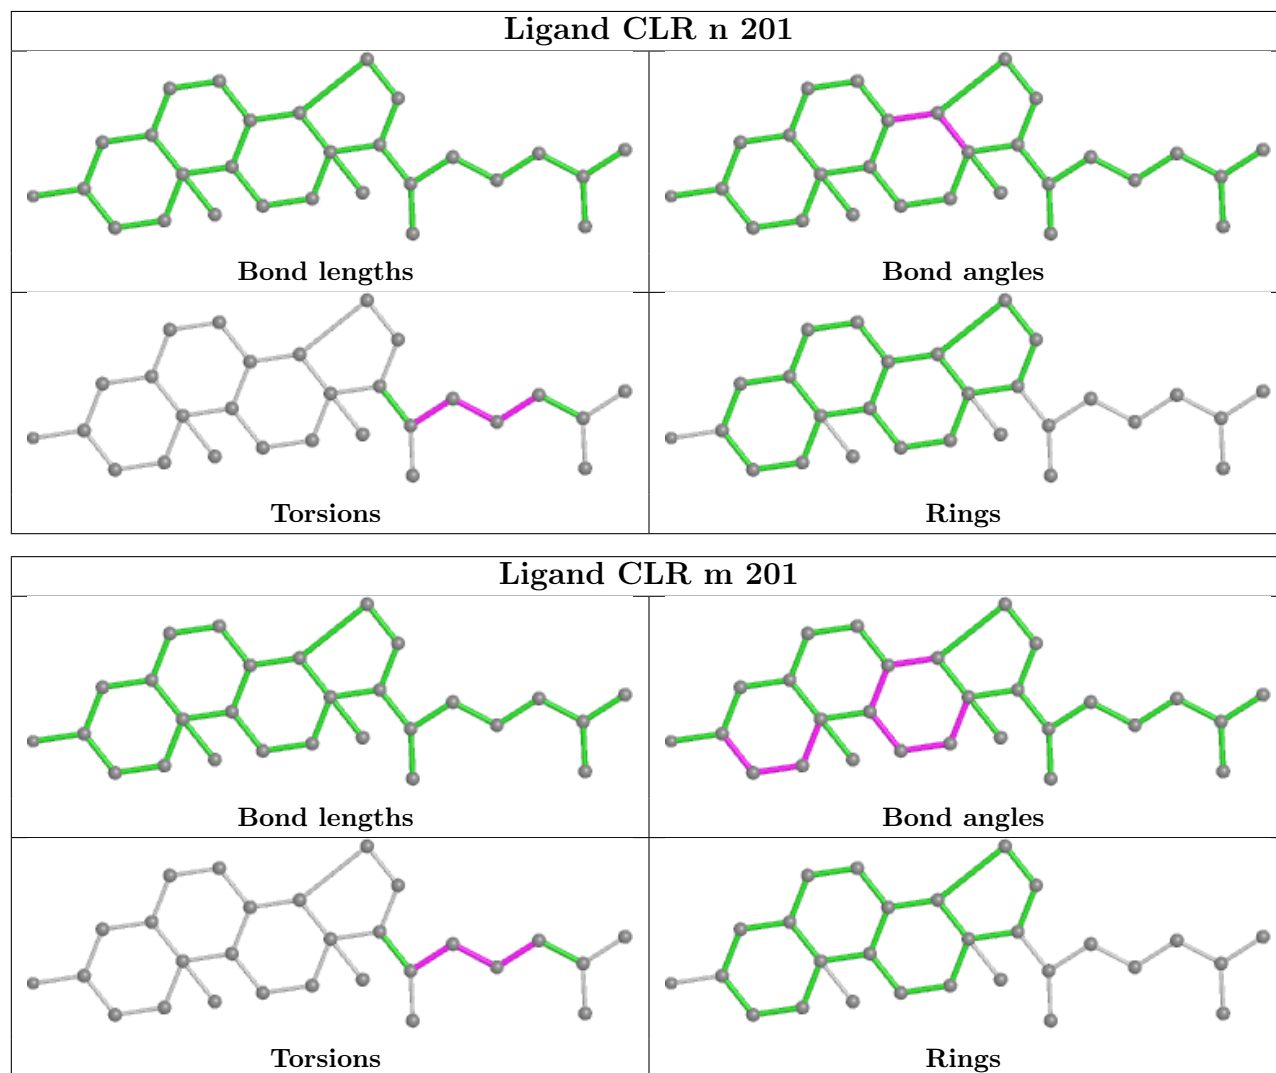 Ligand CLR n 201
Bond lengths
Bond angles
Torsions
Rings
Ligand CLR m 201
Bond lengths
Bond angles
Torsions
Rings